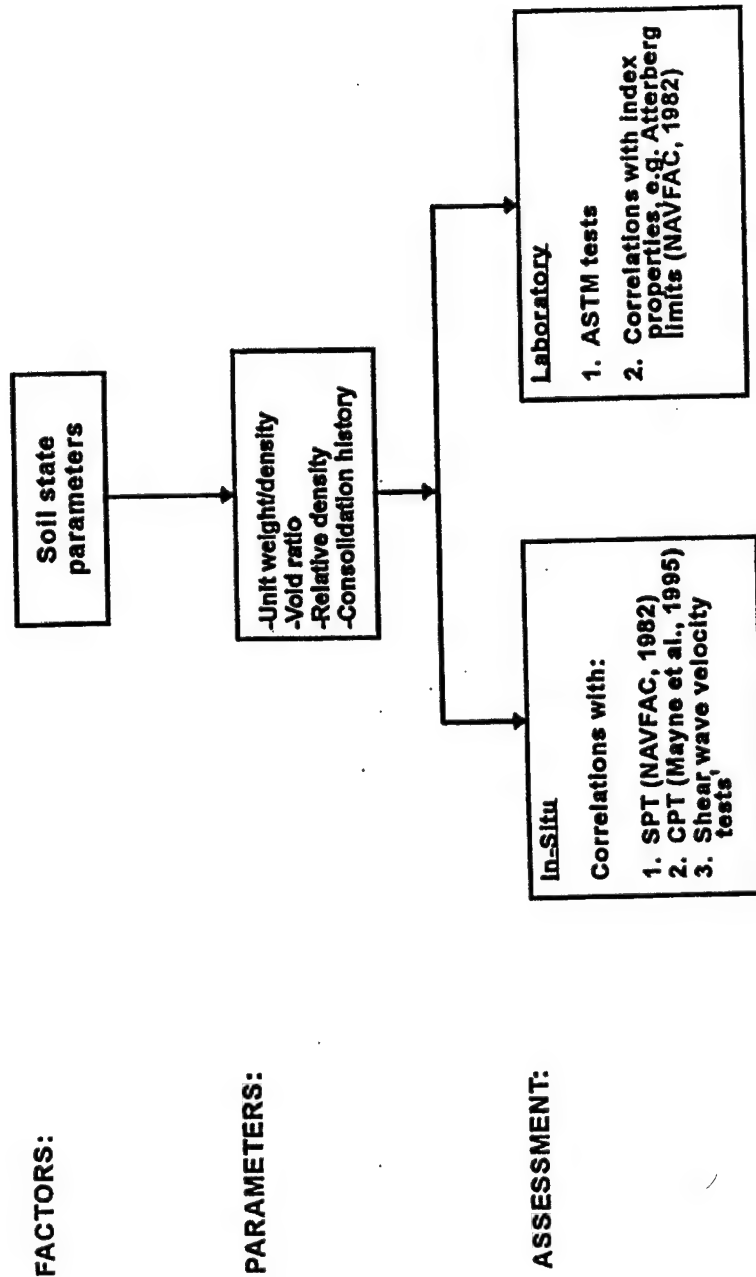 FACTORS:
Soil state
parameters
PARAMETERS:
-Unit weight/density
-Void ratio
-Relative density
-Consolidation history
ASSESSMENT:
In-Situ
Correlations with:
1. SPT (NAVFAC, 1982)
2. CPT (Mayne et al., 1995)
3. Shear wave velocity
tests
Laboratory
1. ASTM tests
2. Correlations with index
properties, e.g. Atterberg
limits (NAVFAC, 1982)